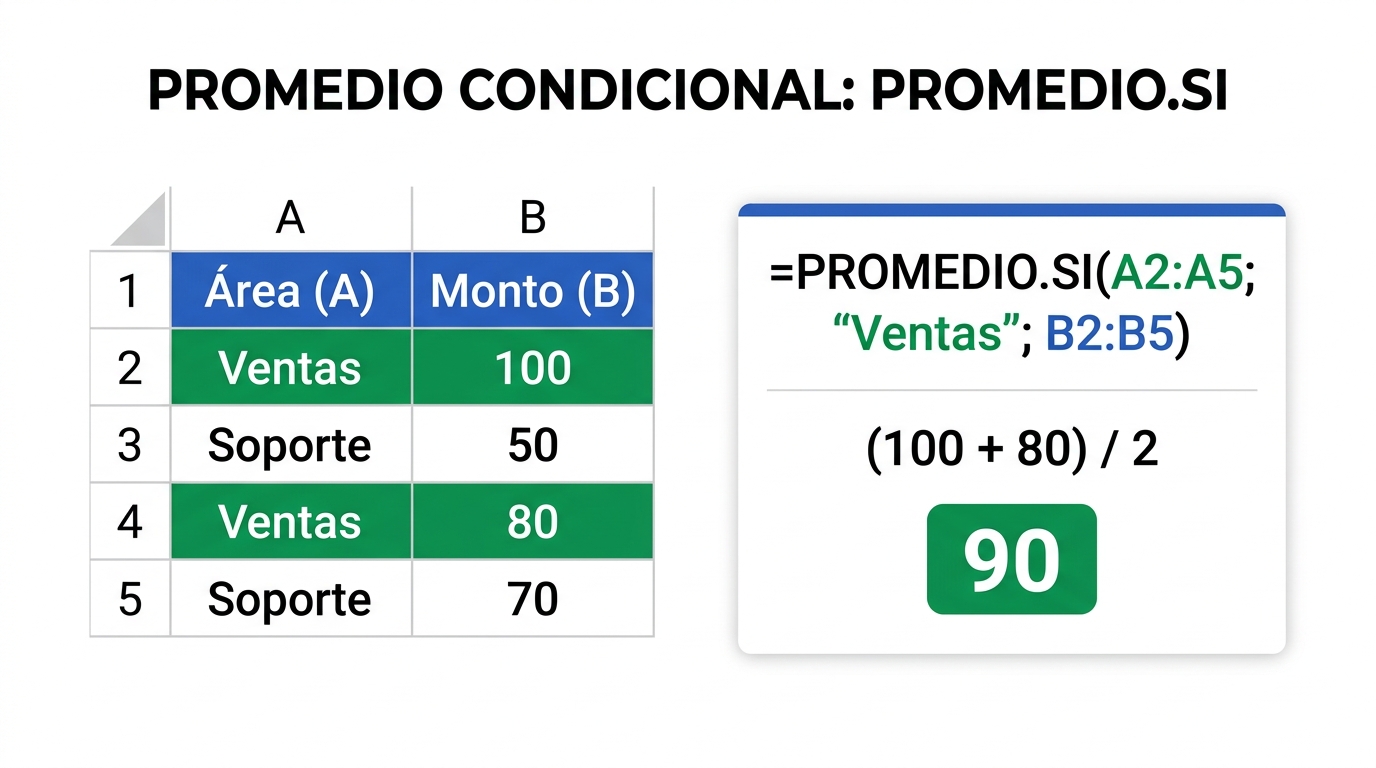 PROMEDIO CONDICIONAL: PROMEDIO.SI
A B
1 Área (A) Monto (B)
2 Ventas 100
3 Soporte 50
4 Ventas 80
5 Soporte 70
=PROMEDIO.SI(A2:A5;
“Ventas”; B2:B5)
(100 + 80) / 2
90